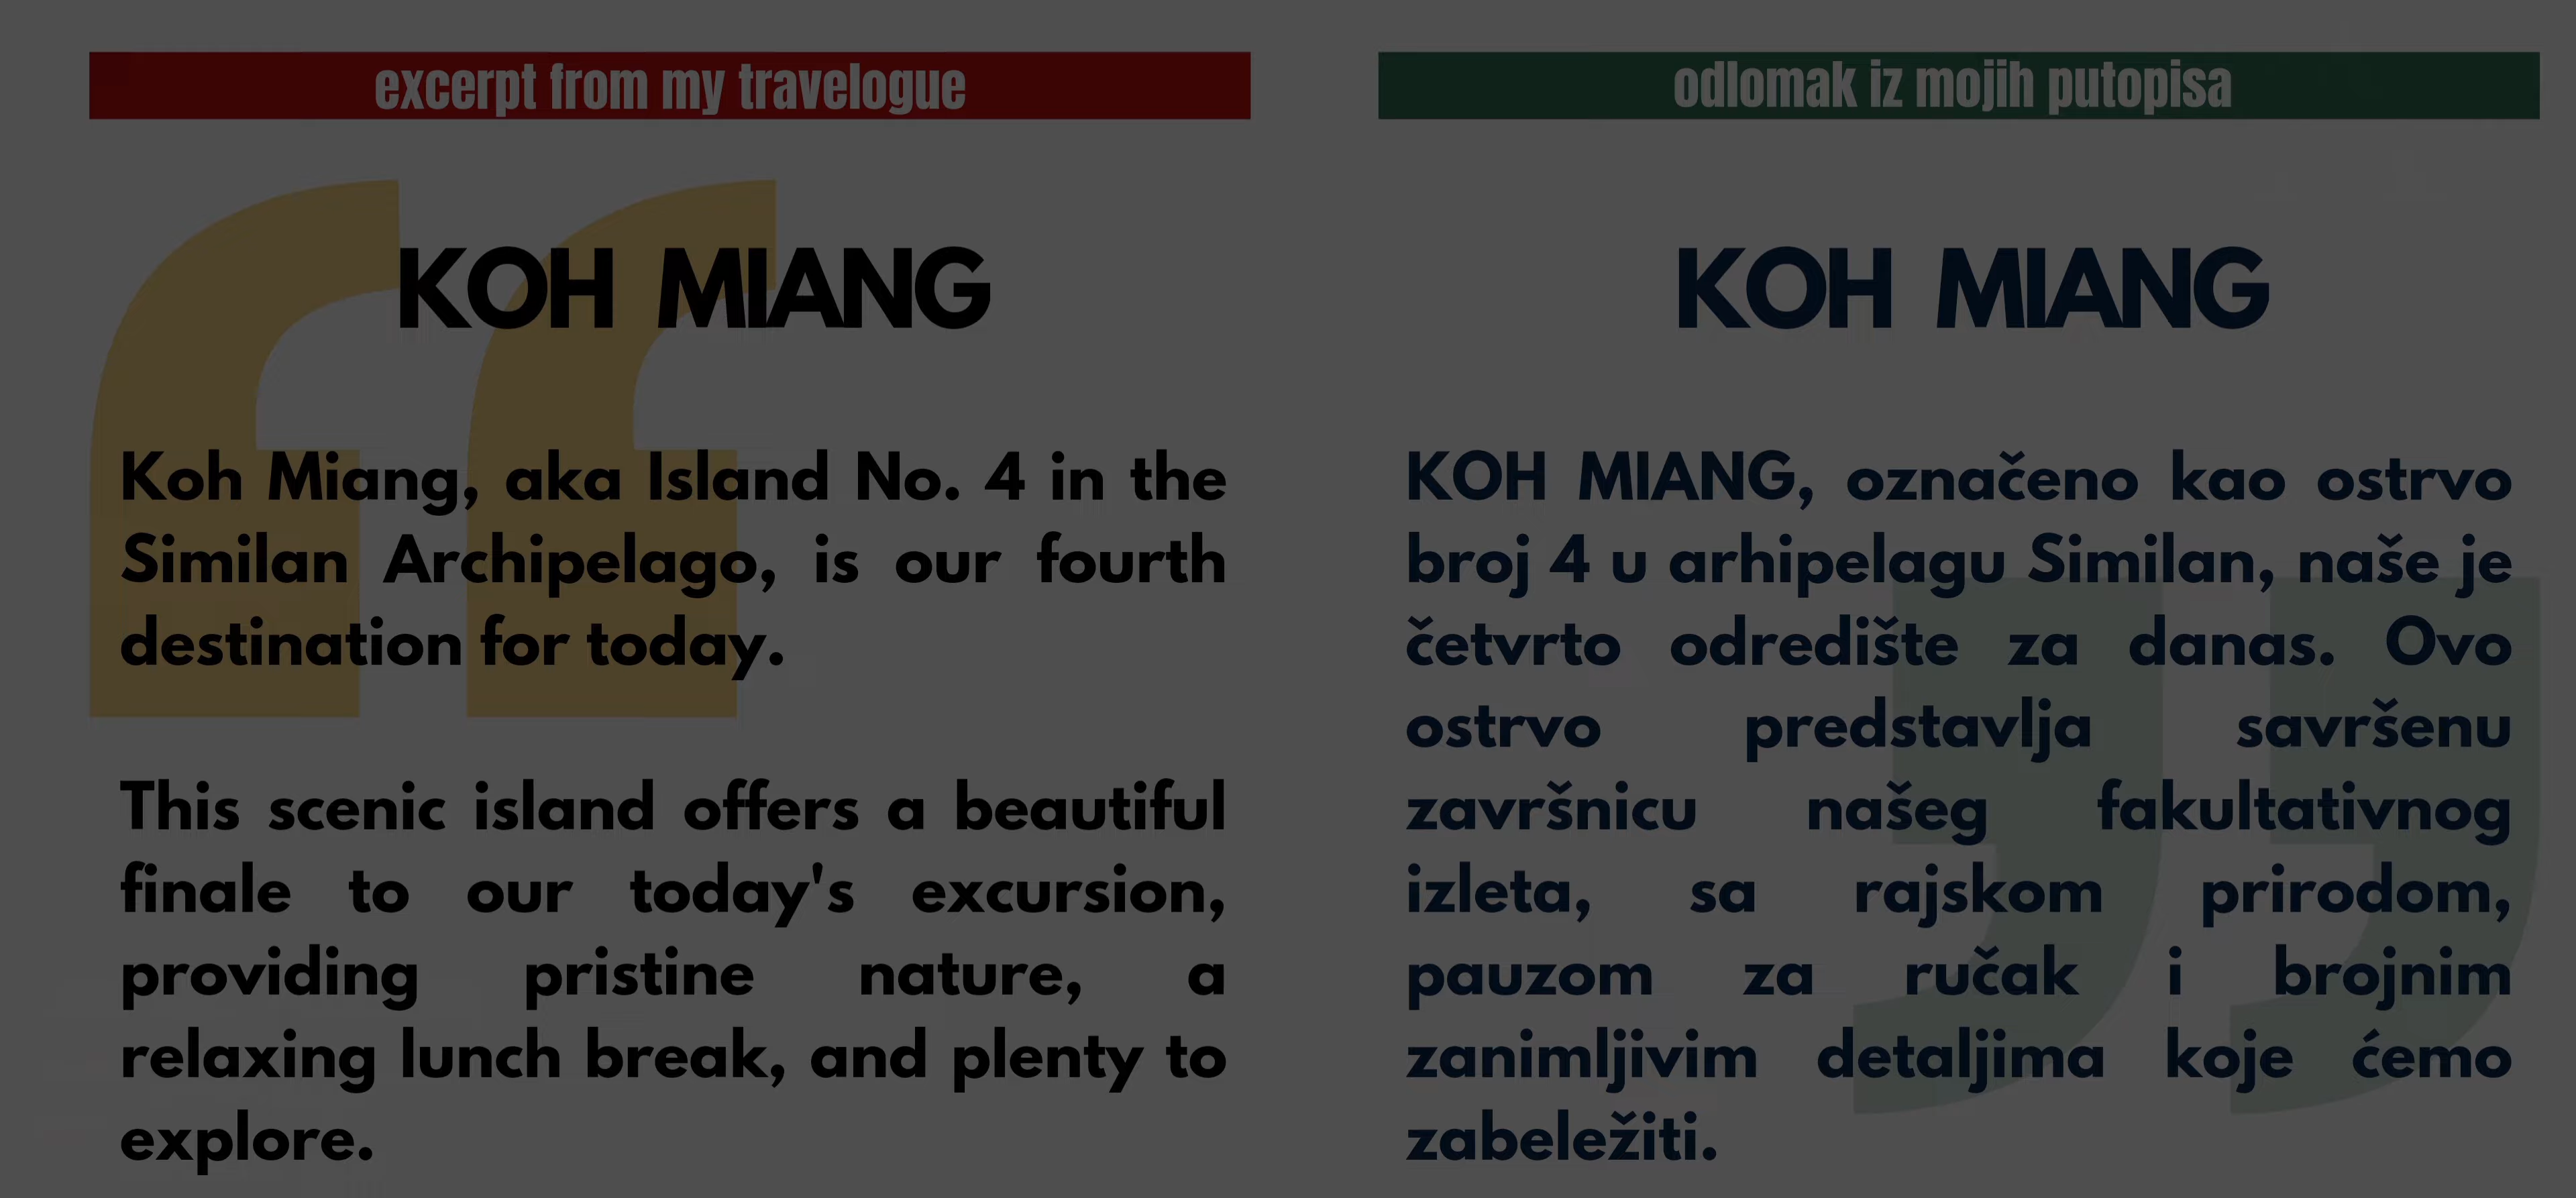 excerpt from my travelogue
KOH MIANG
Koh Miang, aka Island No. 4 in the
Similan Archipelago, is our fourth
destination for today.
This scenic island offers a beautiful
finale to our today's excursion,
providing pristine nature, a
relaxing lunch break, and plenty to
explore.
odlomak iz mojih putopisa
KOH MIANG
KOH MIANG, označeno kao ostrvo
broj 4 u arhipelagu Similan, naše je
četvrto odredište za danas. Ovo
ostrvo predstavlja savršenu
završnicu našeg fakultativnog
izleta, sa rajskom prirodom,
pauzom za ručak i brojnim
zanimljivim detaljima koje ćemo
zabeležiti.